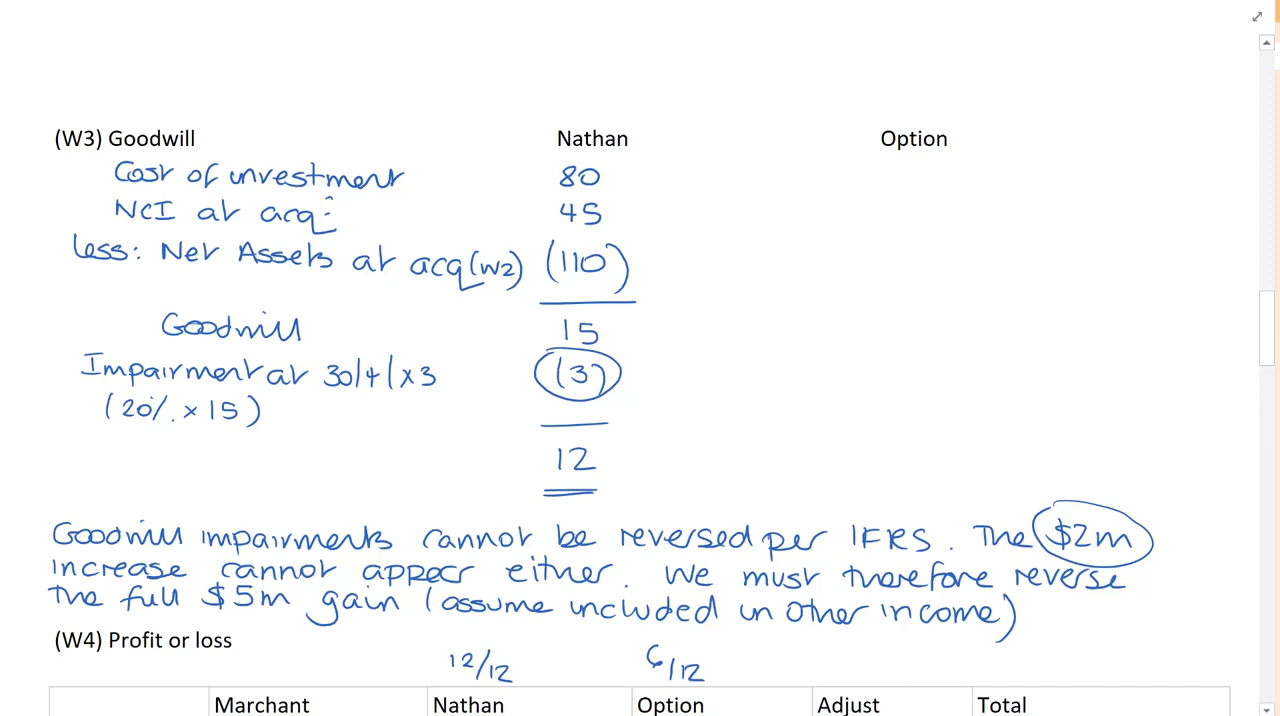 (W3) Goodwill Nathan Option
Cost of investment 80
NCI at acq: 45
Less: Net Assets at acq(W2) (110)
Goodwill 15
Impairment at 30/4/x3 (3)
(20% x 15)
12
Goodwill impairments cannot be reversed per IFRS. The $2m
increase cannot appear either. We must therefore reverse
the full $5m gain (assume included in other income)
(W4) Profit or loss
12/12 6/12
Marchant Nathan Option Adjust Total